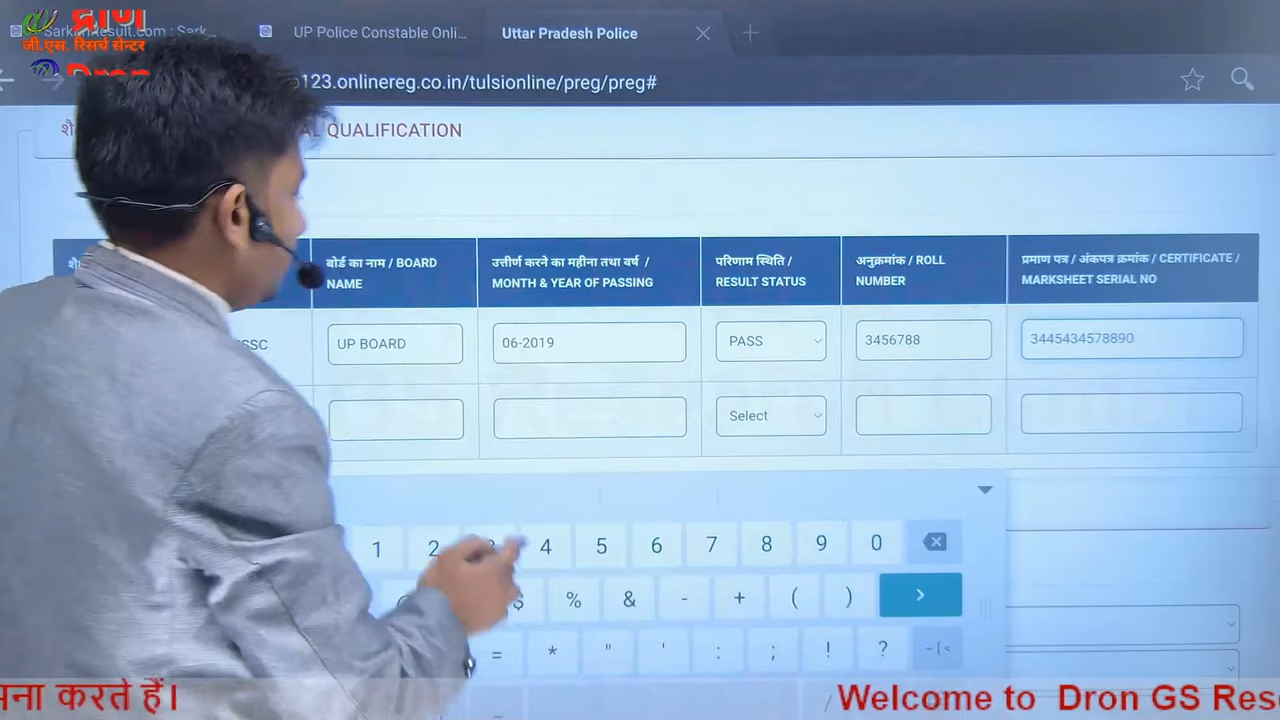 द्रोण
जी.एस. रिसर्च सेन्टर
Dron
UP Police Constable Onli...
Uttar Pradesh Police
123.onlinereg.co.in/tulsionline/preg/preg#
QUALIFICATION
बोर्ड का नाम / BOARD NAME
उत्तीर्ण करने का महीना तथा वर्ष / MONTH & YEAR OF PASSING
परिणाम स्थिति / RESULT STATUS
अनुक्रमांक / ROLL NUMBER
प्रमाण पत्र / अंकपत्र क्रमांक / CERTIFICATE / MARKSHEET SERIAL NO
UP BOARD
06-2019
PASS
3456788
3445434578890
Select
1 2 3 4 5 6 7 8 9 0
$ % & - + ( )
>
= * " ' : ; ! ? ~[<
करते हैं।
Welcome to Dron GS